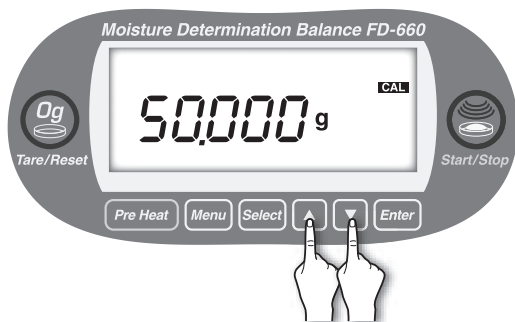 Moisture Determination Balance FD-660
CAL
50.000 g
0g
Tare/Reset
Start/Stop
Pre Heat Menu Select ▲ ▼ Enter